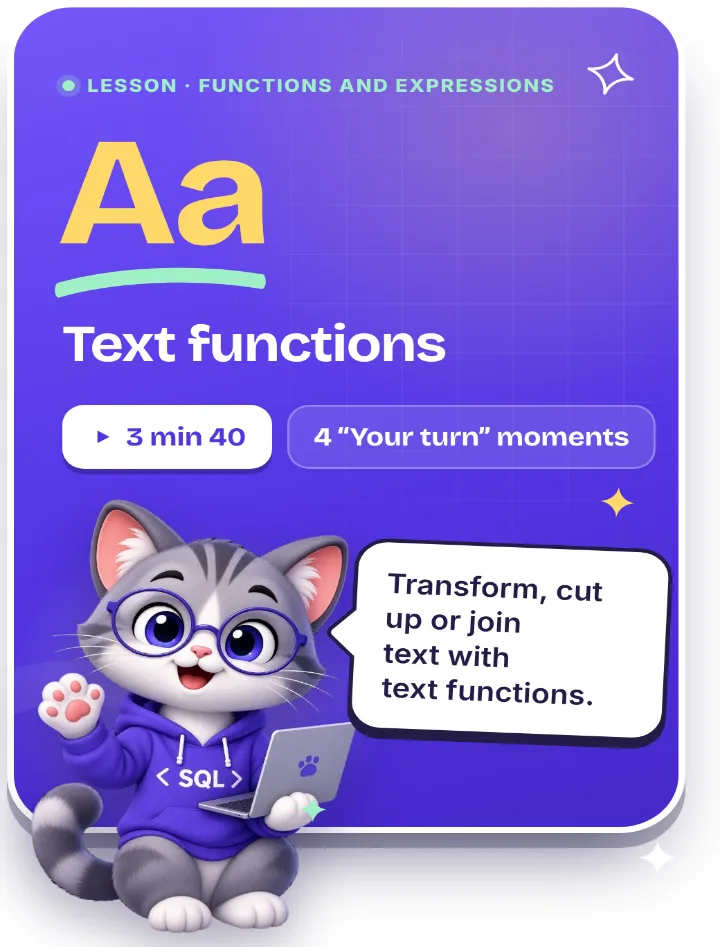 LESSON · FUNCTIONS AND EXPRESSIONS
Aa
Text functions
3 min 40
4 “Your turn” moments
Transform, cut
up or join
text with
text functions.
< SQL >